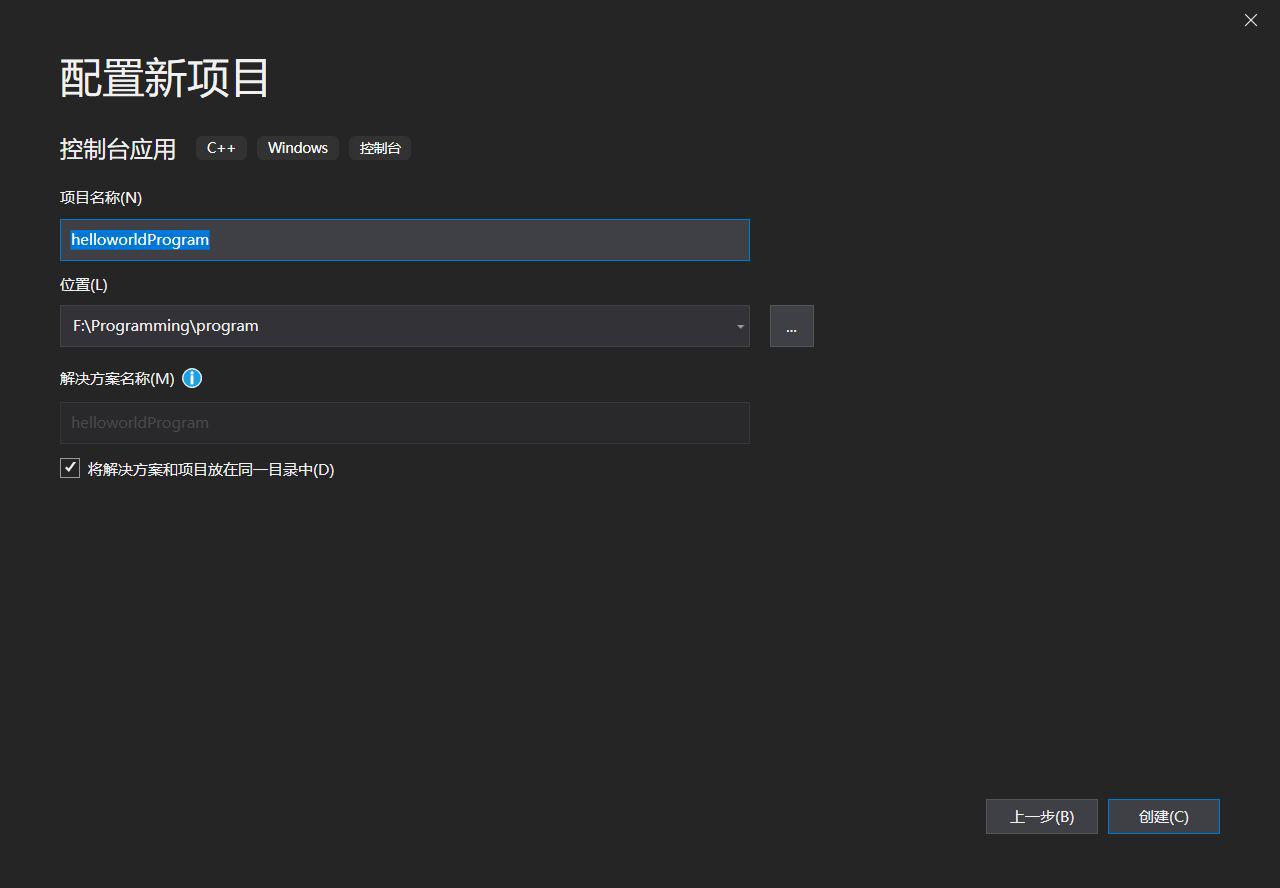 配置新项目
控制台应用 C++ Windows 控制台
项目名称(N)
helloworldProgram
位置(L)
F:\Programming\program
...
解决方案名称(M)
helloworldProgram
将解决方案和项目放在同一目录中(D)
上一步(B) 创建(C)